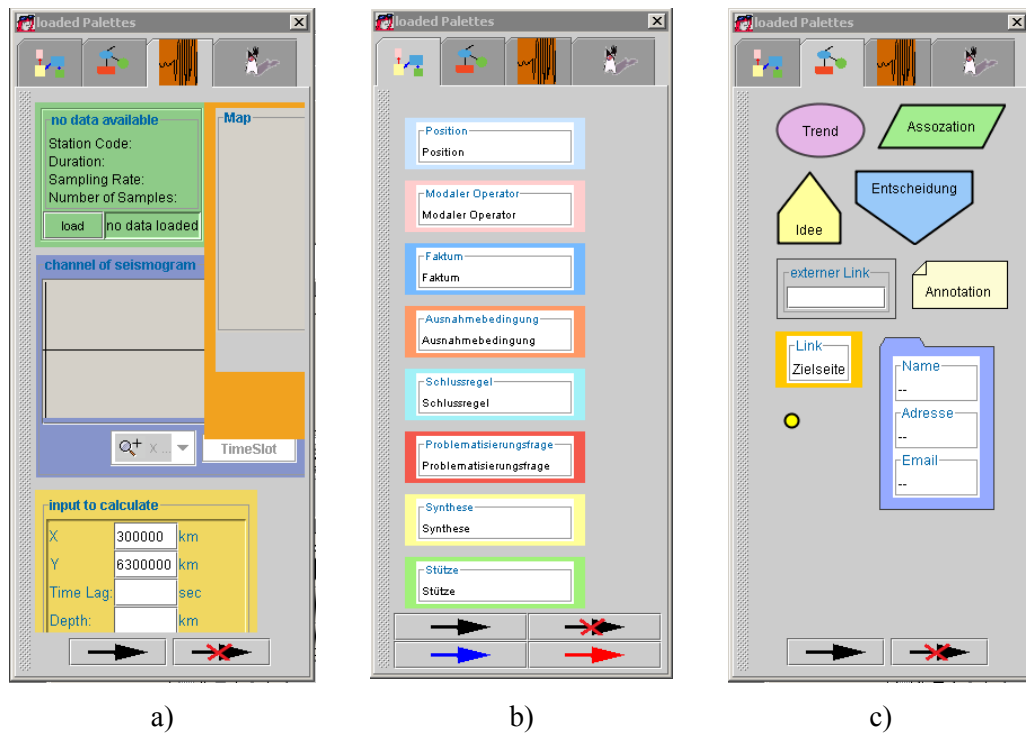 loaded Palettes
no data available
Station Code:
Duration:
Sampling Rate:
Number of Samples:
load no data loaded
Map
channel of seismogram
X ...
TimeSlot
input to calculate
X 300000 km
Y 6300000 km
Time Lag: sec
Depth: km
a)
loaded Palettes
Position
Position
Modaler Operator
Modaler Operator
Faktum
Faktum
Ausnahmebedingung
Ausnahmebedingung
Schlussregel
Schlussregel
Problematisierungsfrage
Problematisierungsfrage
Synthese
Synthese
Stütze
Stütze
b)
loaded Palettes
Trend
Assozation
Idee
Entscheidung
externer Link
Annotation
Link
Zielseite
Name
--
Adresse
--
Email
--
c)